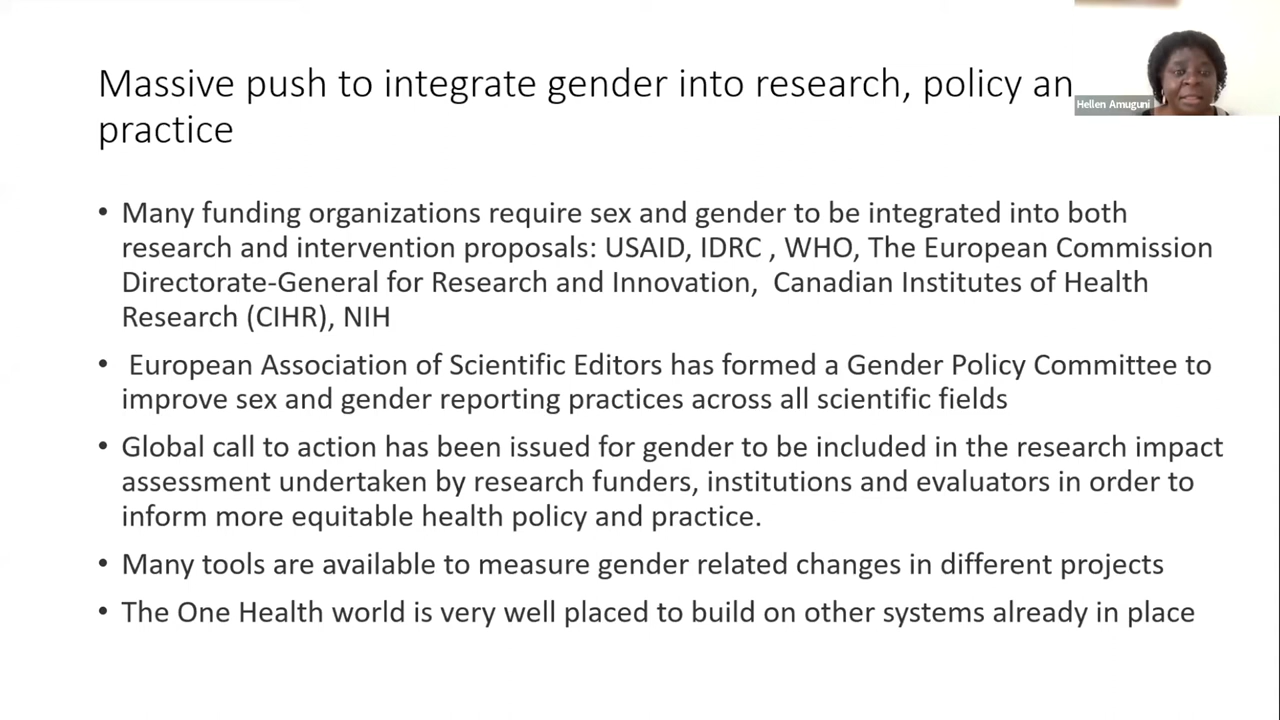 Massive push to integrate gender into research, policy an
practice
Hellen Amuguni
• Many funding organizations require sex and gender to be integrated into both
research and intervention proposals: USAID, IDRC , WHO, The European Commission
Directorate-General for Research and Innovation,  Canadian Institutes of Health
Research (CIHR), NIH
•  European Association of Scientific Editors has formed a Gender Policy Committee to
improve sex and gender reporting practices across all scientific fields
• Global call to action has been issued for gender to be included in the research impact
assessment undertaken by research funders, institutions and evaluators in order to
inform more equitable health policy and practice.
• Many tools are available to measure gender related changes in different projects
• The One Health world is very well placed to build on other systems already in place